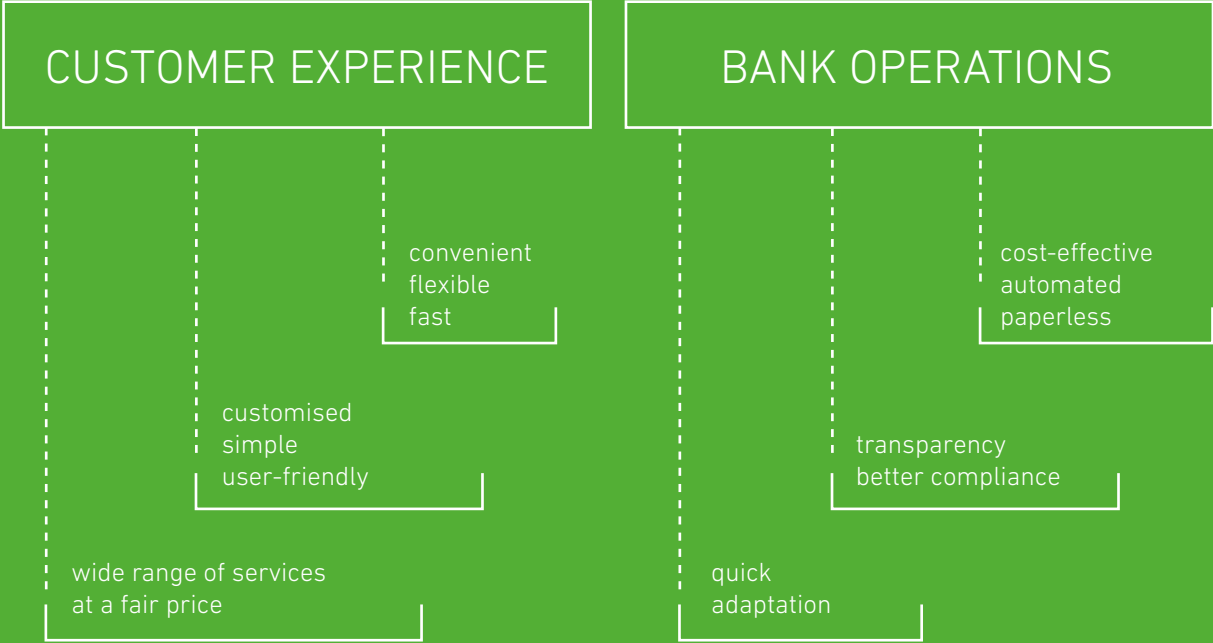 CUSTOMER EXPERIENCE
convenient
flexible
fast
customised
simple
user-friendly
wide range of services
at a fair price
BANK OPERATIONS
cost-effective
automated
paperless
transparency
better compliance
quick
adaptation